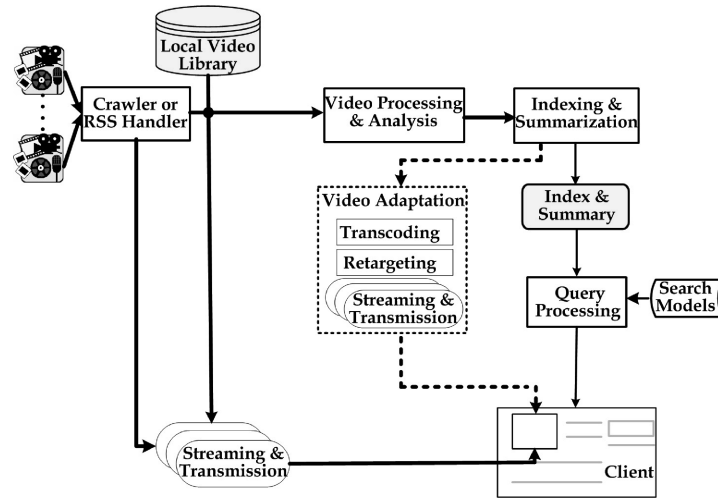 Local Video
Library
Crawler or
RSS Handler
Video Processing
& Analysis
Indexing &
Summarization
Video Adaptation
Transcoding
Retargeting
Streaming &
Transmission
Index &
Summary
Query
Processing
Search
Models
Streaming &
Transmission
Client